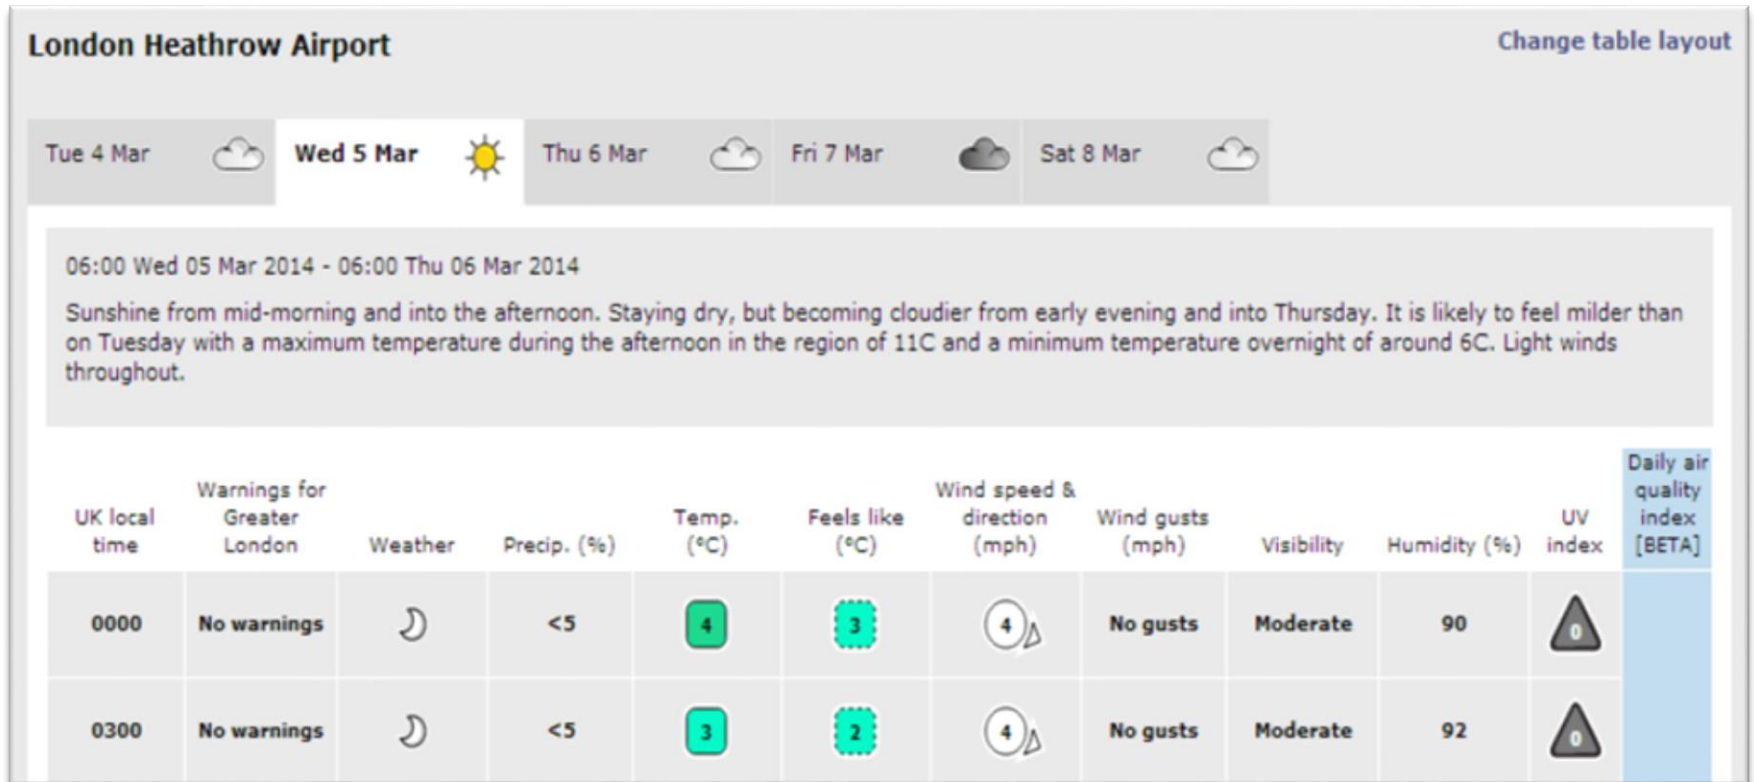 London Heathrow Airport
Change table layout
Tue 4 Mar
Wed 5 Mar
Thu 6 Mar
Fri 7 Mar
Sat 8 Mar
06:00 Wed 05 Mar 2014 - 06:00 Thu 06 Mar 2014
Sunshine from mid-morning and into the afternoon. Staying dry, but becoming cloudier from early evening and into Thursday. It is likely to feel milder than
on Tuesday with a maximum temperature during the afternoon in the region of 11C and a minimum temperature overnight of around 6C. Light winds
throughout.
UK local
time
Warnings for
Greater
London
Weather
Precip. (%)
Temp.
(°C)
Feels like
(°C)
Wind speed &
direction
(mph)
Wind gusts
(mph)
Visibility
Humidity (%)
UV
index
Daily air
quality
index
[BETA]
0000 No warnings <5 4 3 4 No gusts Moderate 90 0
0300 No warnings <5 3 2 4 No gusts Moderate 92 0